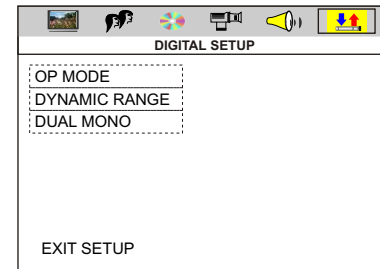 DIGITAL SETUP
OP MODE
DYNAMIC RANGE
DUAL MONO
EXIT SETUP